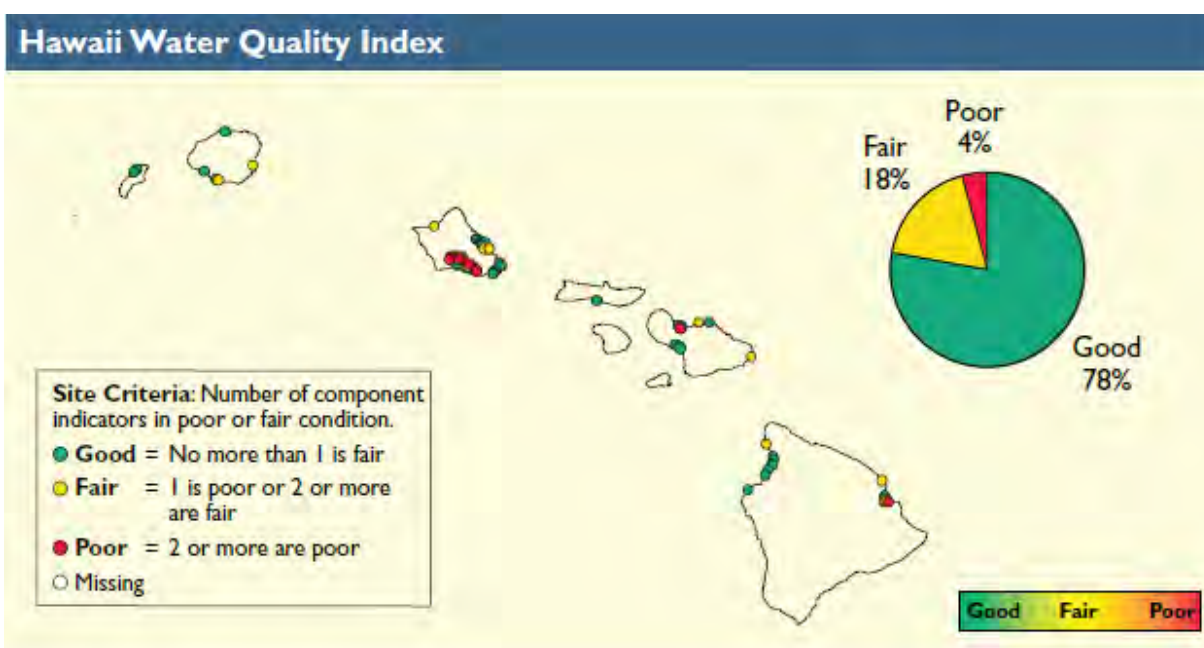 Hawaii Water Quality Index
Poor
4%
Fair
18%
Good
78%
Site Criteria: Number of component
indicators in poor or fair condition.
Good = No more than 1 is fair
Fair = 1 is poor or 2 or more
are fair
Poor = 2 or more are poor
Missing
Good Fair Poor